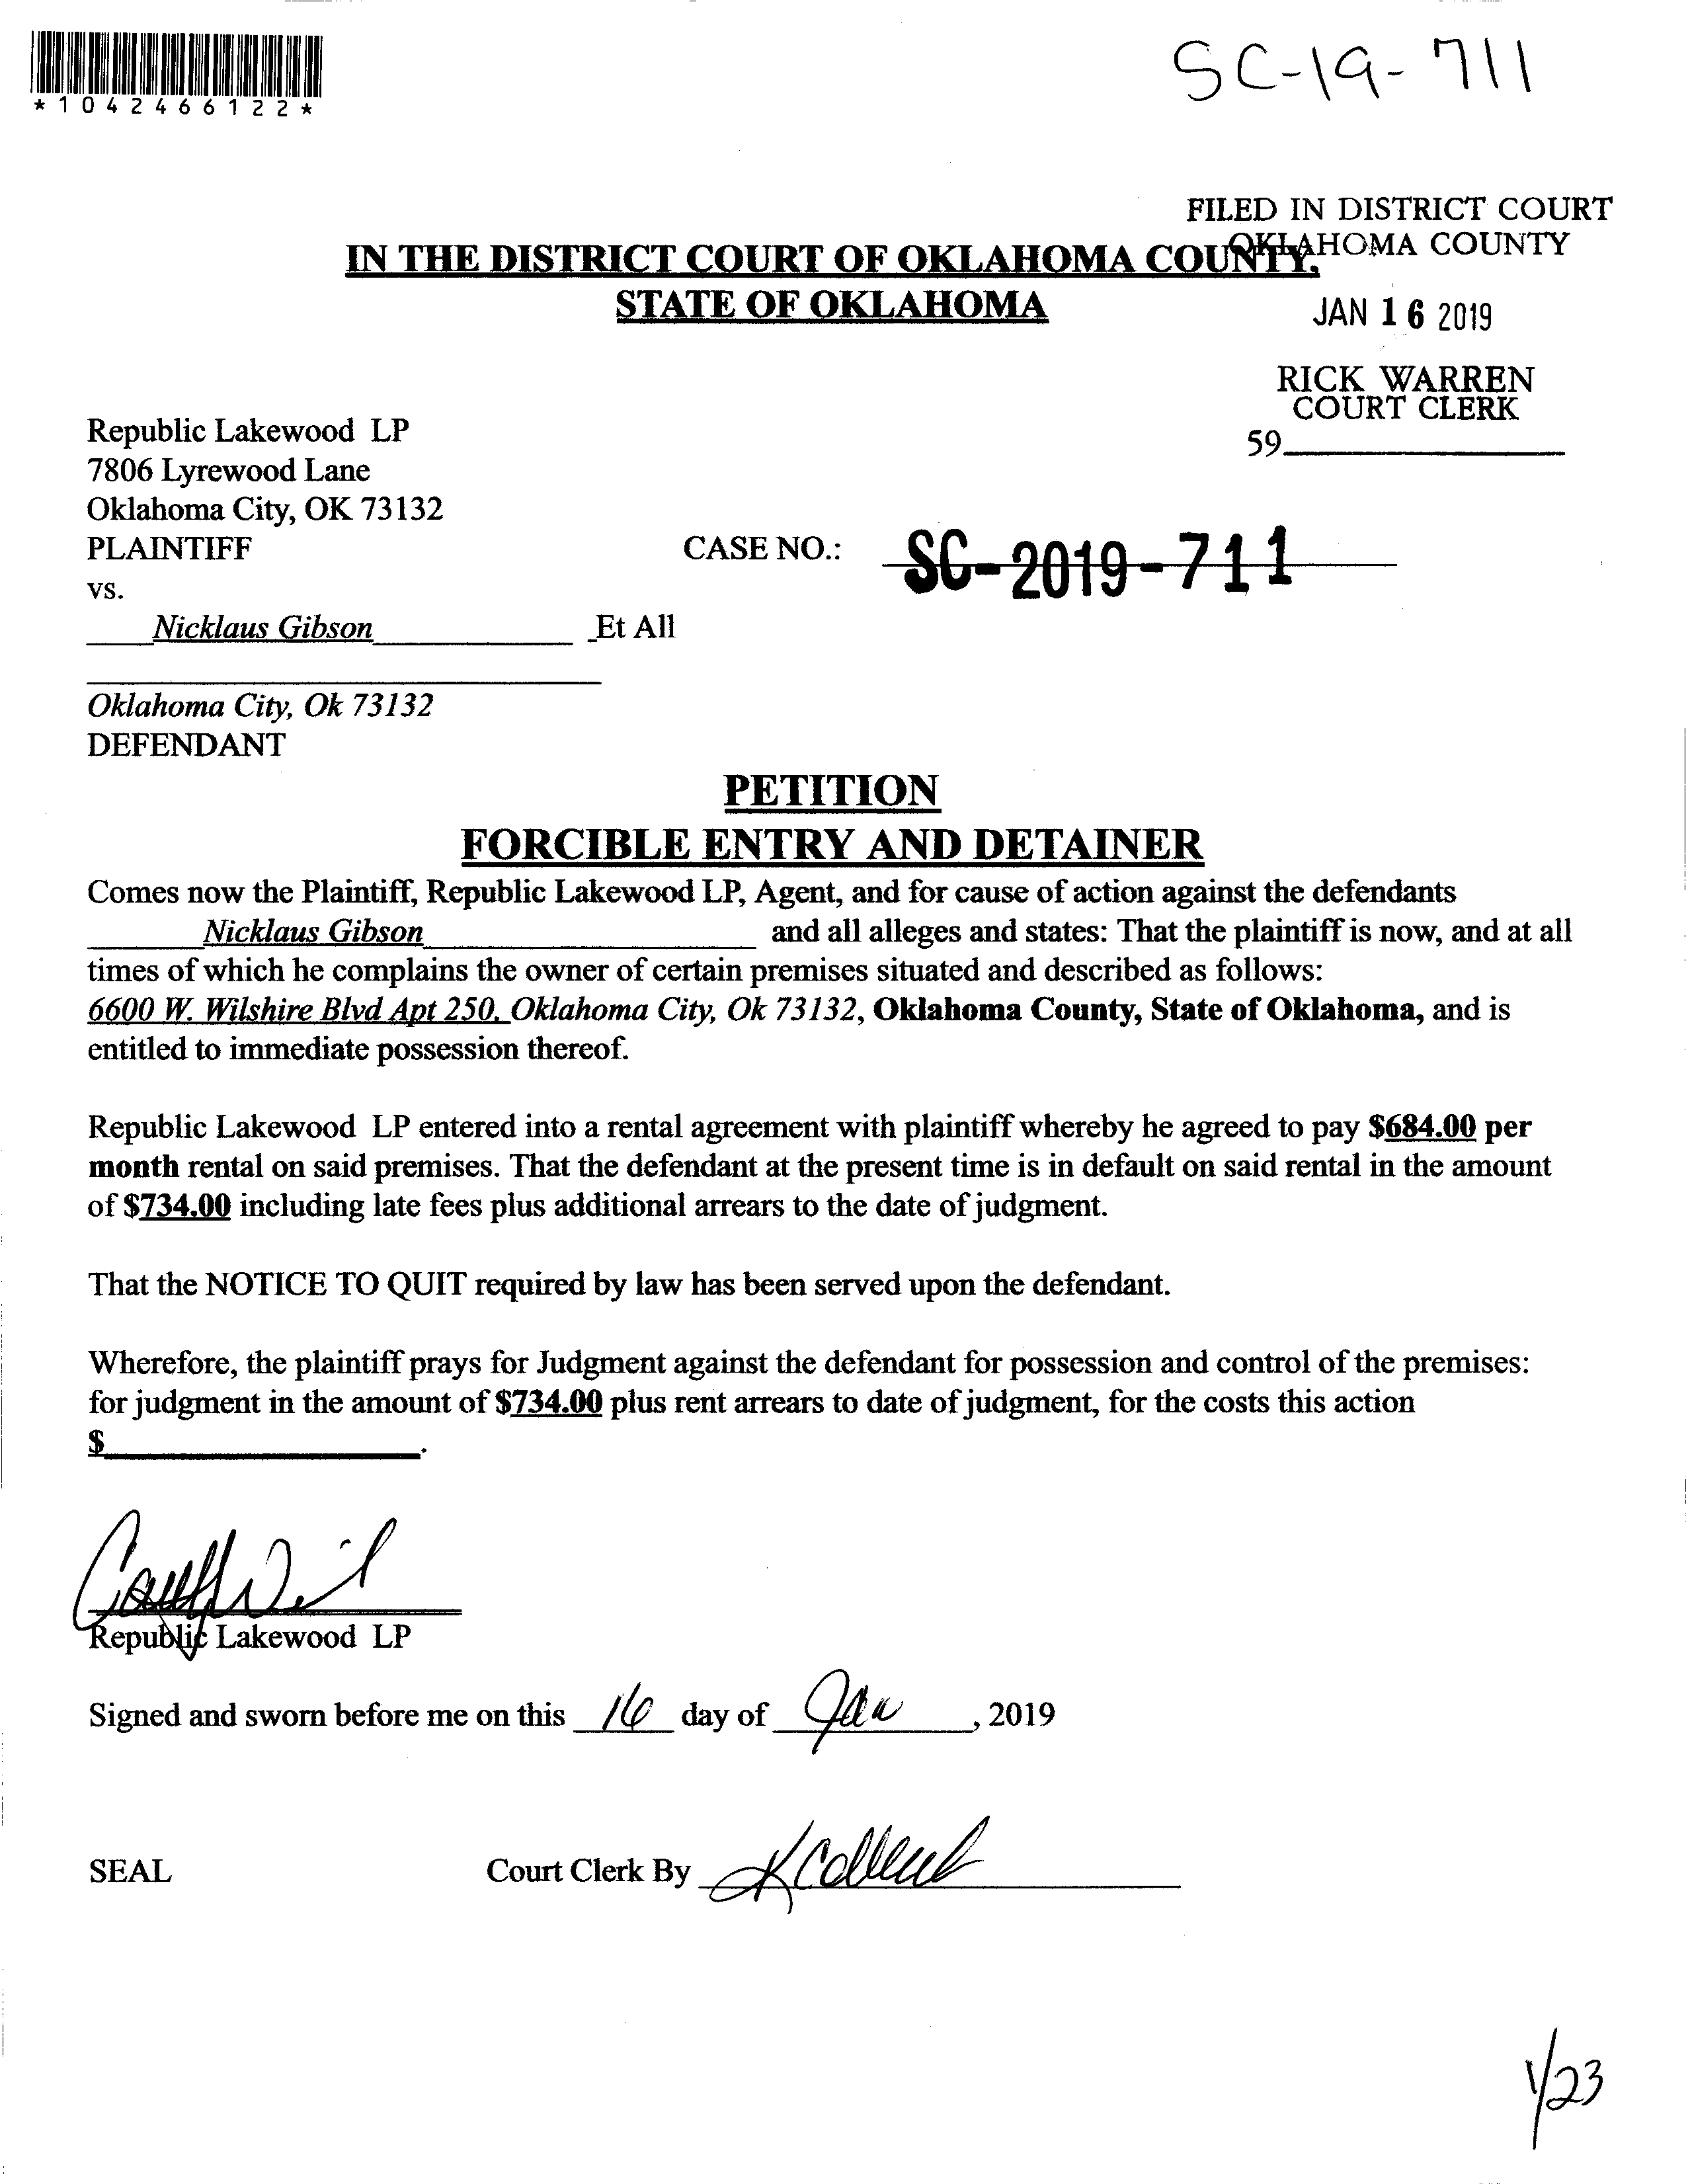 *1042466122*
SC-19-711
FILED IN DISTRICT COURT
OKLAHOMA COUNTY
IN THE DISTRICT COURT OF OKLAHOMA COUNTY,
STATE OF OKLAHOMA
JAN 16 2019
RICK WARREN
COURT CLERK
59
Republic Lakewood LP
7806 Lyrewood Lane
Oklahoma City, OK 73132
PLAINTIFF
CASE NO.: SC-2019-711
vs.
Nicklaus Gibson Et All
Oklahoma City, Ok 73132
DEFENDANT
PETITION
FORCIBLE ENTRY AND DETAINER
Comes now the Plaintiff, Republic Lakewood LP, Agent, and for cause of action against the defendants
Nicklaus Gibson and all alleges and states: That the plaintiff is now, and at all
times of which he complains the owner of certain premises situated and described as follows:
6600 W. Wilshire Blvd Apt 250, Oklahoma City, Ok 73132, Oklahoma County, State of Oklahoma, and is
entitled to immediate possession thereof.
Republic Lakewood LP entered into a rental agreement with plaintiff whereby he agreed to pay $684.00 per
month rental on said premises. That the defendant at the present time is in default on said rental in the amount
of $734.00 including late fees plus additional arrears to the date of judgment.
That the NOTICE TO QUIT required by law has been served upon the defendant.
Wherefore, the plaintiff prays for Judgment against the defendant for possession and control of the premises:
for judgment in the amount of $734.00 plus rent arrears to date of judgment, for the costs this action
$ .
Republic Lakewood LP
Signed and sworn before me on this 16 day of Jan , 2019
SEAL
Court Clerk By
1/23